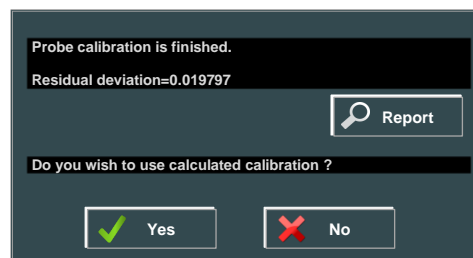 Probe calibration is finished.
Residual deviation=0.019797
Report
Do you wish to use calculated calibration ?
Yes No